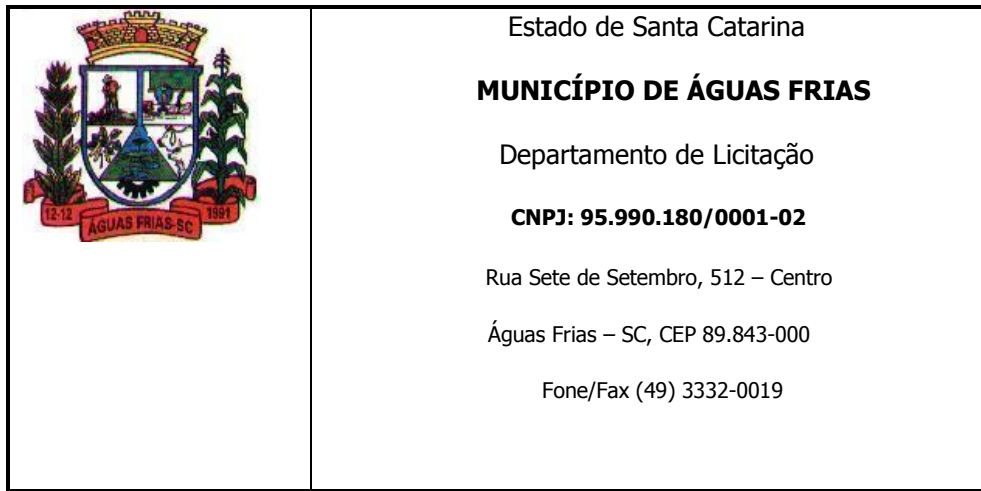 12-12
ÁGUAS FRIAS-SC
1991
Estado de Santa Catarina
MUNICÍPIO DE ÁGUAS FRIAS
Departamento de Licitação
CNPJ: 95.990.180/0001-02
Rua Sete de Setembro, 512 – Centro
Águas Frias – SC, CEP 89.843-000
Fone/Fax (49) 3332-0019